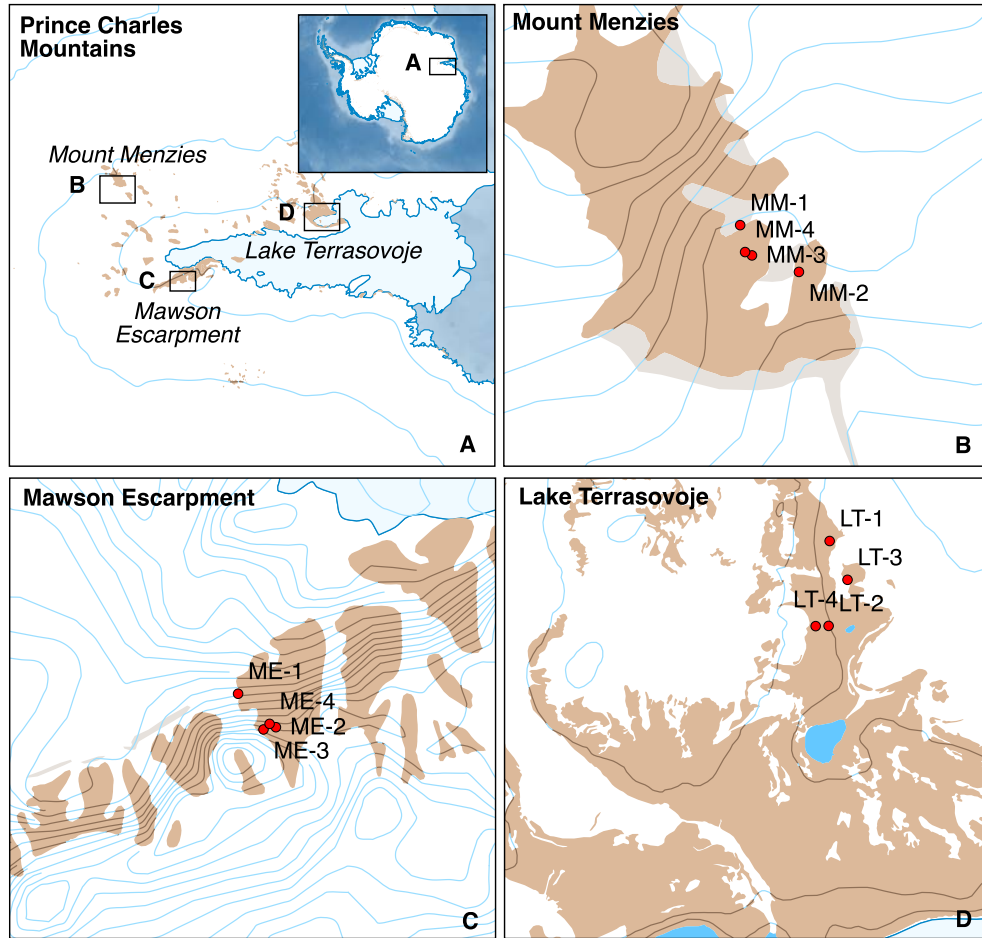 Prince Charles
Mountains
A
Mount Menzies
B
D
Lake Terrasovoje
C
Mawson
Escarpment
A
Mount Menzies
MM-1
MM-4
MM-3
MM-2
B
Mawson Escarpment
ME-1
ME-4
ME-2
ME-3
C
Lake Terrasovoje
LT-1
LT-3
LT-4
LT-2
D